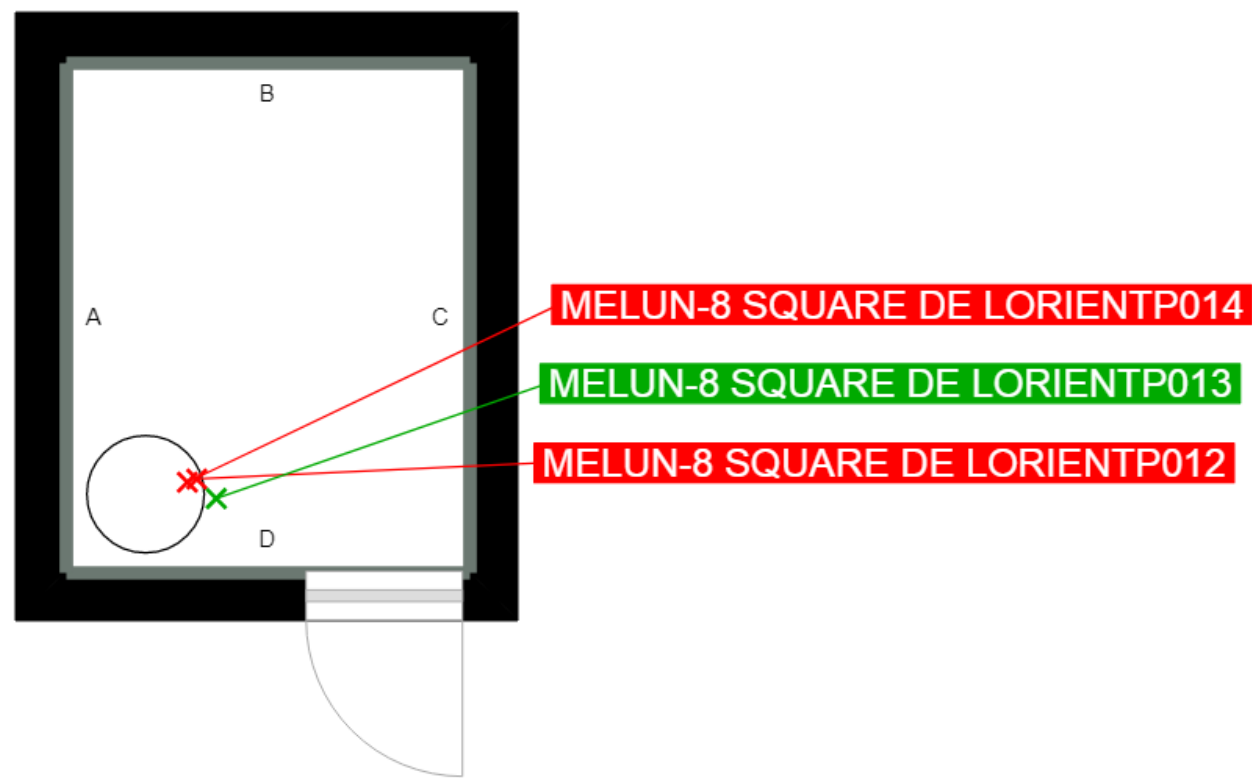 B
A
C
MELUN-8 SQUARE DE LORIENTP014
MELUN-8 SQUARE DE LORIENTP013
MELUN-8 SQUARE DE LORIENTP012
D